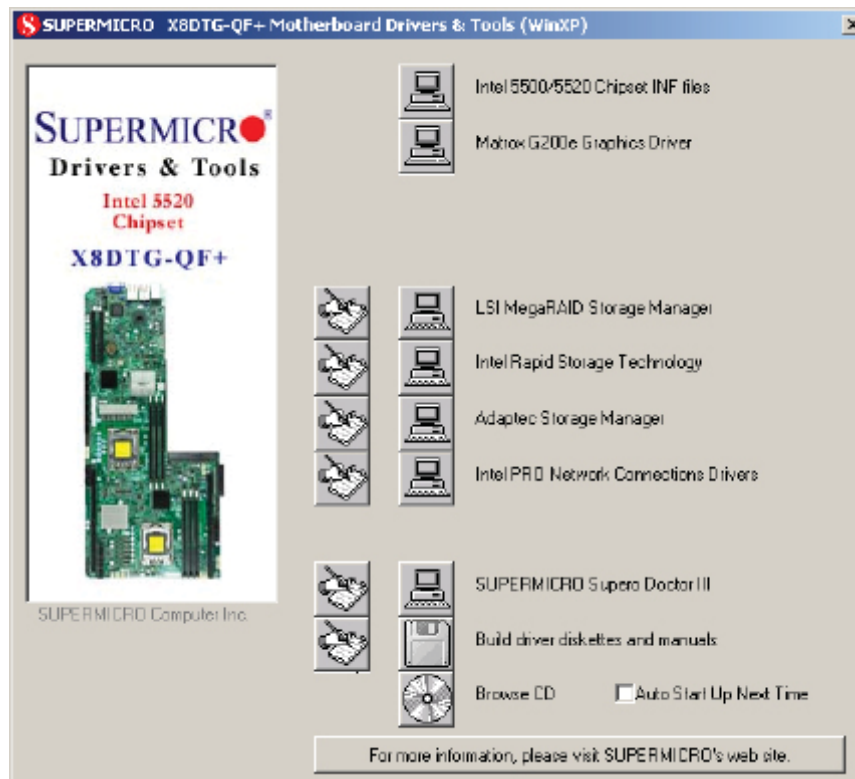 SUPERMICRO X8DTG-QF+ Motherboard Drivers & Tools (WinXP)
SUPERMICRO®
Drivers & Tools
Intel 5520
Chipset
X8DTG-QF+
SUPERMICRO Computer Inc.
Intel 5500/5520 Chipset INF files
Matrox G200e Graphics Driver
LSI MegaRAID Storage Manager
Intel Rapid Storage Technology
Adaptec Storage Manager
Intel PRO Network Connections Drivers
SUPERMICRO Supero Doctor III
Build driver diskettes and manuals
Browse CD
Auto Start Up Next Time
For more information, please visit SUPERMICRO's web site.